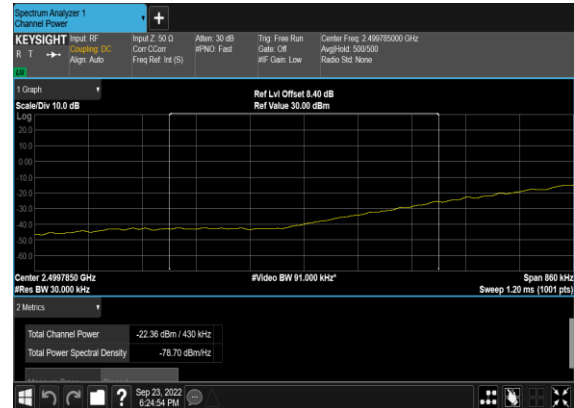 Spectrum Analyzer 1
Channel Power
+
KEYSIGHT Input: RF Input Z: 50 Ω Atten: 30 dB Trig: Free Run Center Freq: 2.499785000 GHz
R T Coupling: DC Corr CCorr #PNO: Fast Gate: Off Avg|Hold: 500/500
Align: Auto Freq Ref: Int (S) #IF Gain: Low Radio Std: None
1 Graph
Scale/Div 10.0 dB
Ref Lvl Offset 8.40 dB
Ref Value 30.00 dBm
Log
20.0
10.0
0.00
-10.0
-20.0
-30.0
-40.0
-50.0
-60.0
Center 2.4997850 GHz #Video BW 91.000 kHz* Span 860 kHz
#Res BW 30.000 kHz Sweep 1.20 ms (1001 pts)
2 Metrics
Total Channel Power -22.36 dBm / 430 kHz
Total Power Spectral Density -78.70 dBm/Hz
? Sep 23, 2022
6:24:54 PM